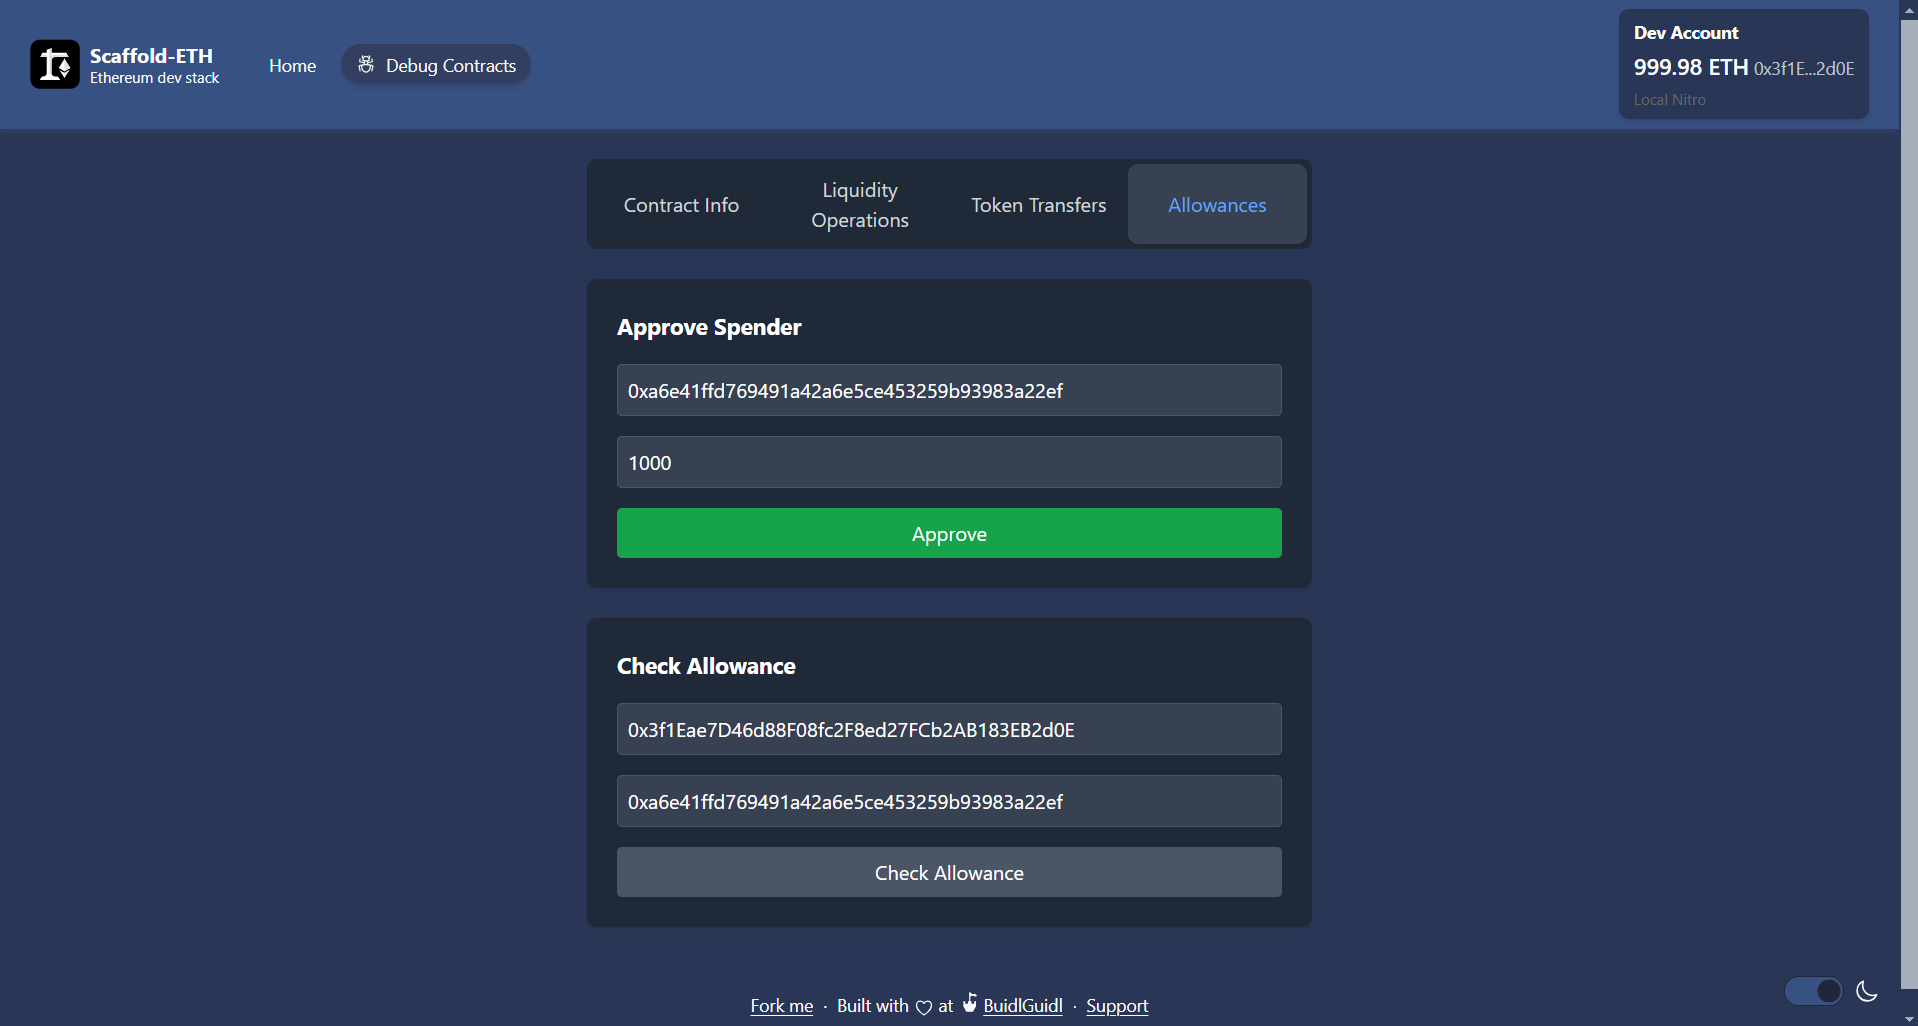 Scaffold-ETH
Ethereum dev stack
Home
Debug Contracts
Dev Account
999.98 ETH 0x3f1E...2d0E
Local Nitro
Contract Info
Liquidity
Operations
Token Transfers
Allowances
Approve Spender
0xa6e41ffd769491a42a6e5ce453259b93983a22ef
1000
Approve
Check Allowance
0x3f1Eae7D46d88F08fc2F8ed27FCb2AB183EB2d0E
0xa6e41ffd769491a42a6e5ce453259b93983a22ef
Check Allowance
Fork me · Built with at BuidlGuidl · Support